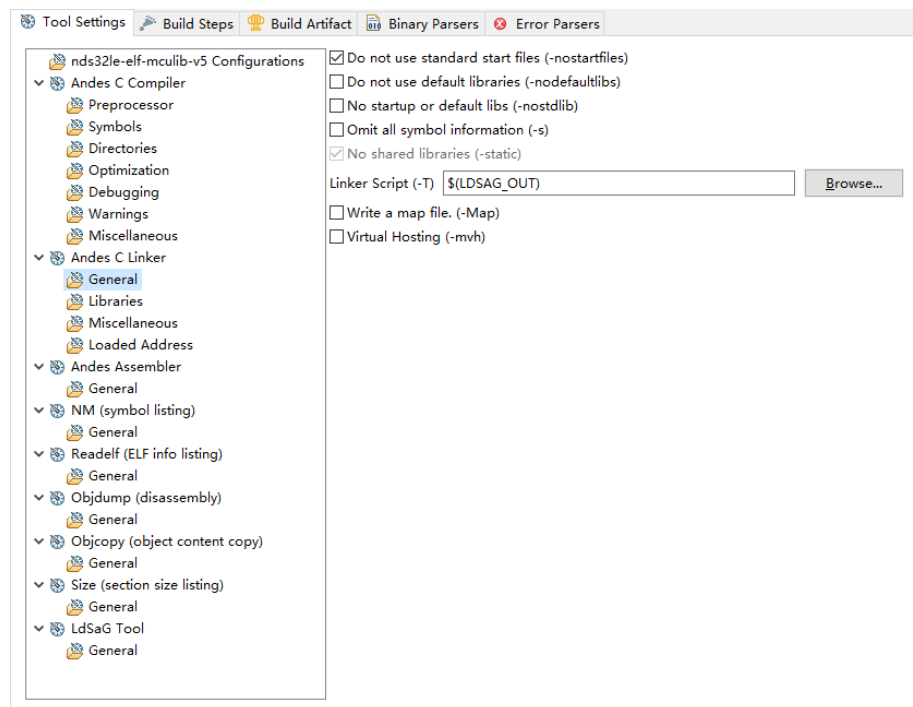 Tool Settings Build Steps Build Artifact Binary Parsers Error Parsers
nds32le-elf-mculib-v5 Configurations
Andes C Compiler
Preprocessor
Symbols
Directories
Optimization
Debugging
Warnings
Miscellaneous
Andes C Linker
General
Libraries
Miscellaneous
Loaded Address
Andes Assembler
General
NM (symbol listing)
General
Readelf (ELF info listing)
General
Objdump (disassembly)
General
Objcopy (object content copy)
General
Size (section size listing)
General
LdSaG Tool
General
Do not use standard start files (-nostartfiles)
Do not use default libraries (-nodefaultlibs)
No startup or default libs (-nostdlib)
Omit all symbol information (-s)
No shared libraries (-static)
Linker Script (-T) $(LDSAG_OUT) Browse...
Write a map file. (-Map)
Virtual Hosting (-mvh)